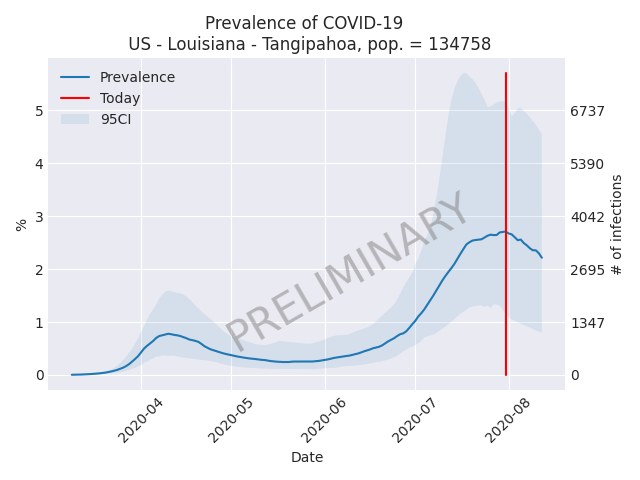 Prevalence of COVID-19
US - Louisiana - Tangipahoa, pop. = 134758
Prevalence
Today
95CI
PRELIMINARY
%
5
4
3
2
1
0
6737
5390
4042
2695
1347
0
# of infections
2020-04
2020-05
2020-06
2020-07
2020-08
Date